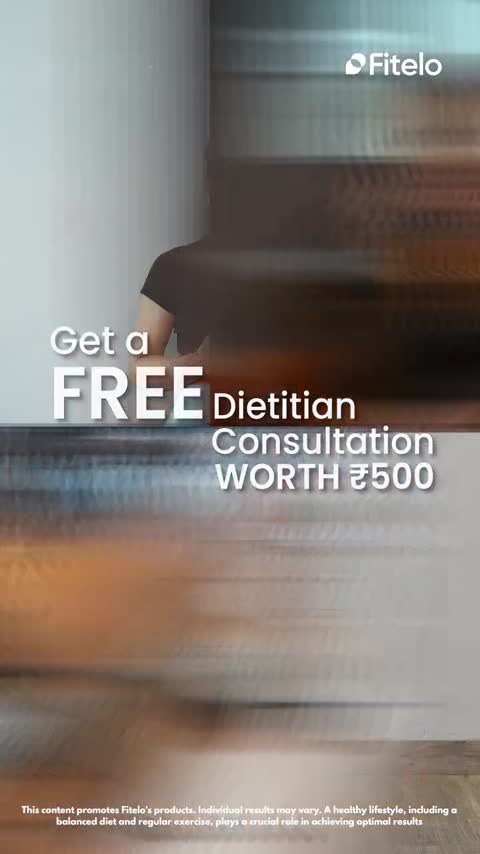 Fitelo
Get a
FREE Dietitian
Consultation
WORTH ₹500
This content promotes Fitelo's products. Individual results may vary. A healthy lifestyle, including a
balanced diet and regular exercise, plays a crucial role in achieving optimal results